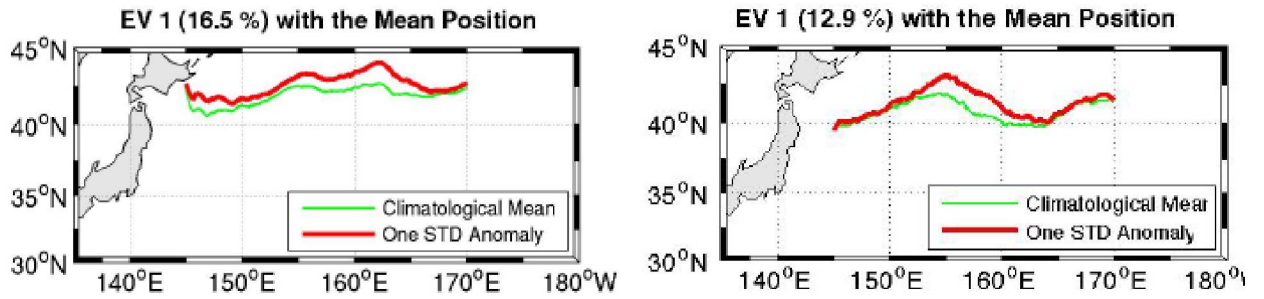 EV 1 (16.5 %) with the Mean Position
45°N
40°N
35°N
30°N
140°E 150°E 160°E 170°E 180°W
Climatological Mean
One STD Anomaly
EV 1 (12.9 %) with the Mean Position
45°N
40°N
35°N
30°N
140°E 150°E 160°E 170°E 180°W
Climatological Mear
One STD Anomaly